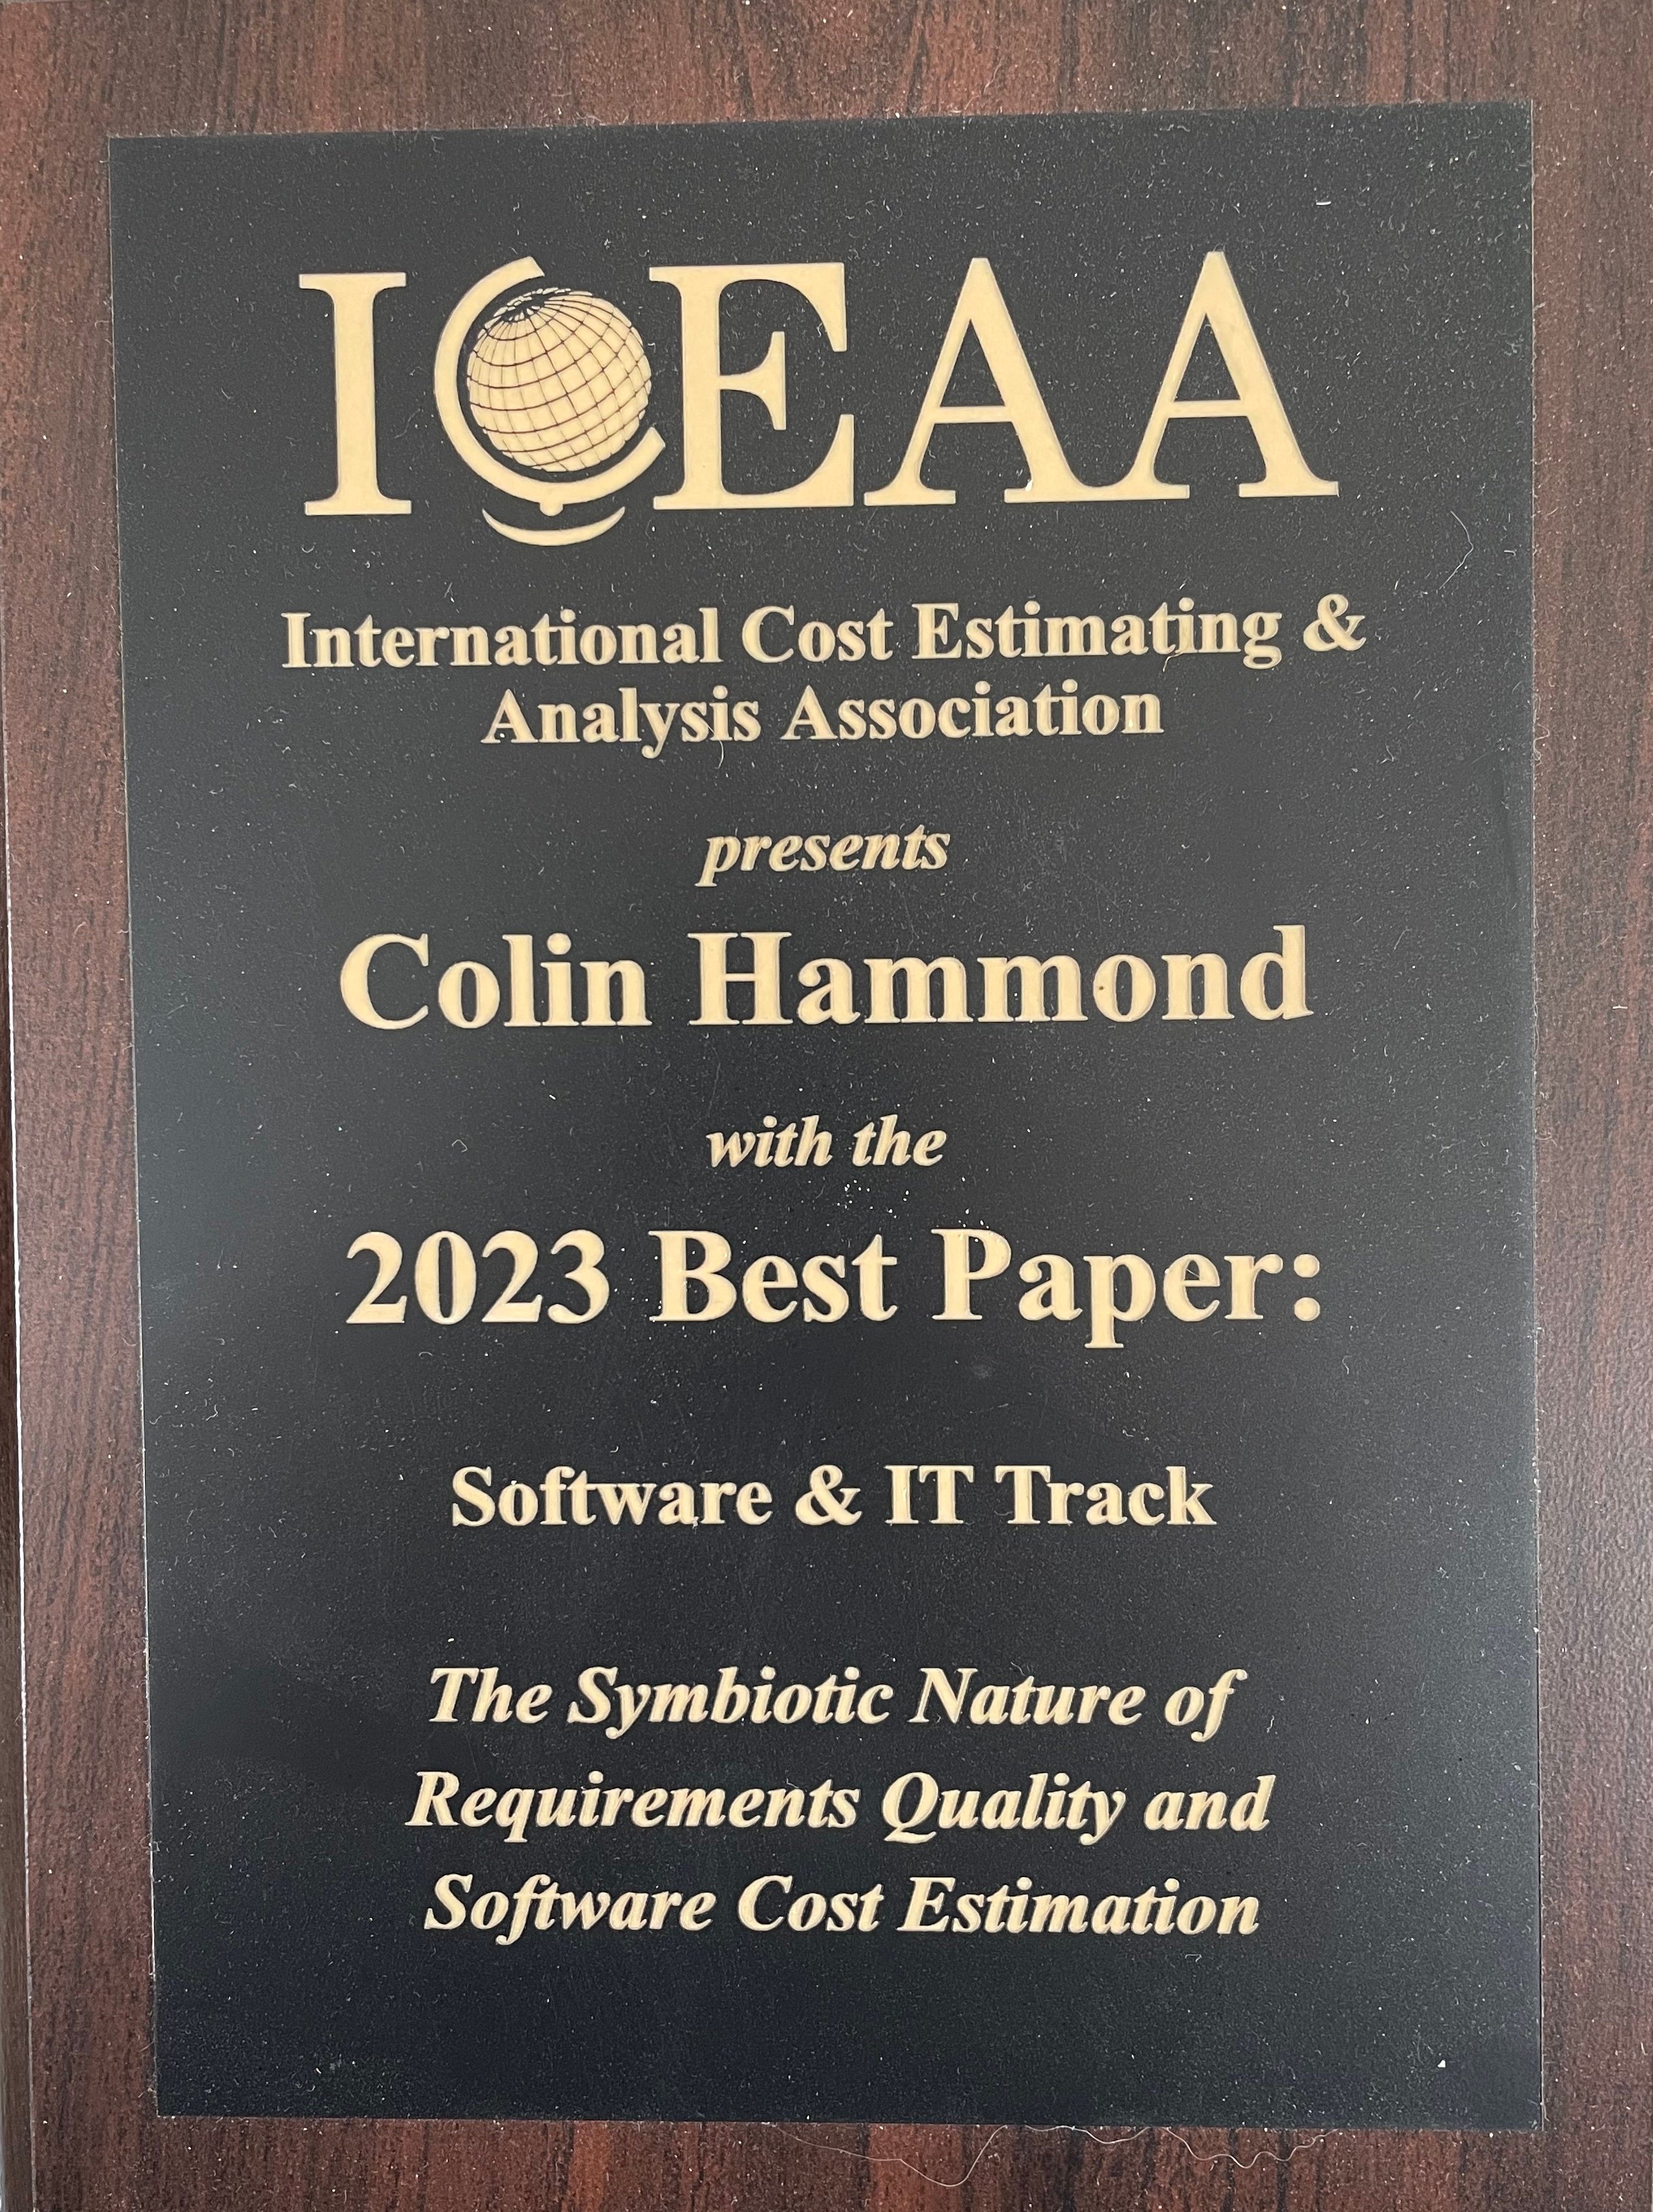 ICEAA
International Cost Estimating &
Analysis Association
presents
Colin Hammond
with the
2023 Best Paper:
Software & IT Track
The Symbiotic Nature of
Requirements Quality and
Software Cost Estimation